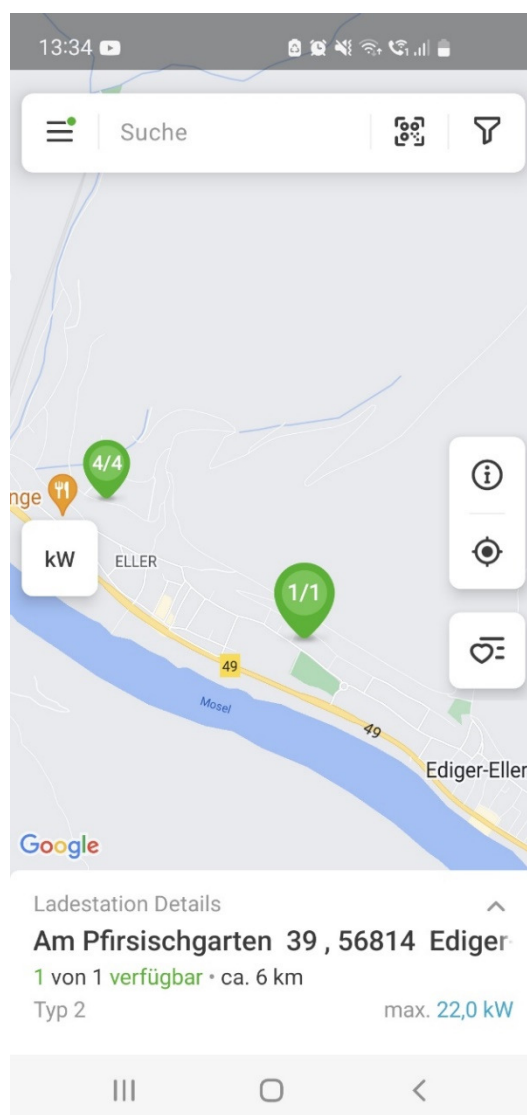 13:34
Suche
4/4
nge
kW
ELLER
1/1
49
Mosel
49
Ediger-Eller
Google
Ladestation Details
Am Pfirsischgarten 39 , 56814 Ediger-
1 von 1 verfügbar • ca. 6 km
Typ 2 max. 22,0 kW